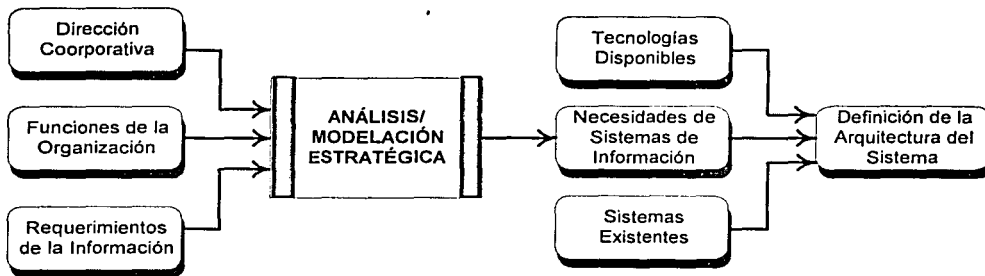 Dirección
Coorporativa
Funciones de la
Organización
Requerimientos
de la Información
ANÁLISIS/
MODELACIÓN
ESTRATÉGICA
Tecnologías
Disponibles
Necesidades de
Sistemas de
Información
Sistemas
Existentes
Definición de la
Arquitectura del
Sistema